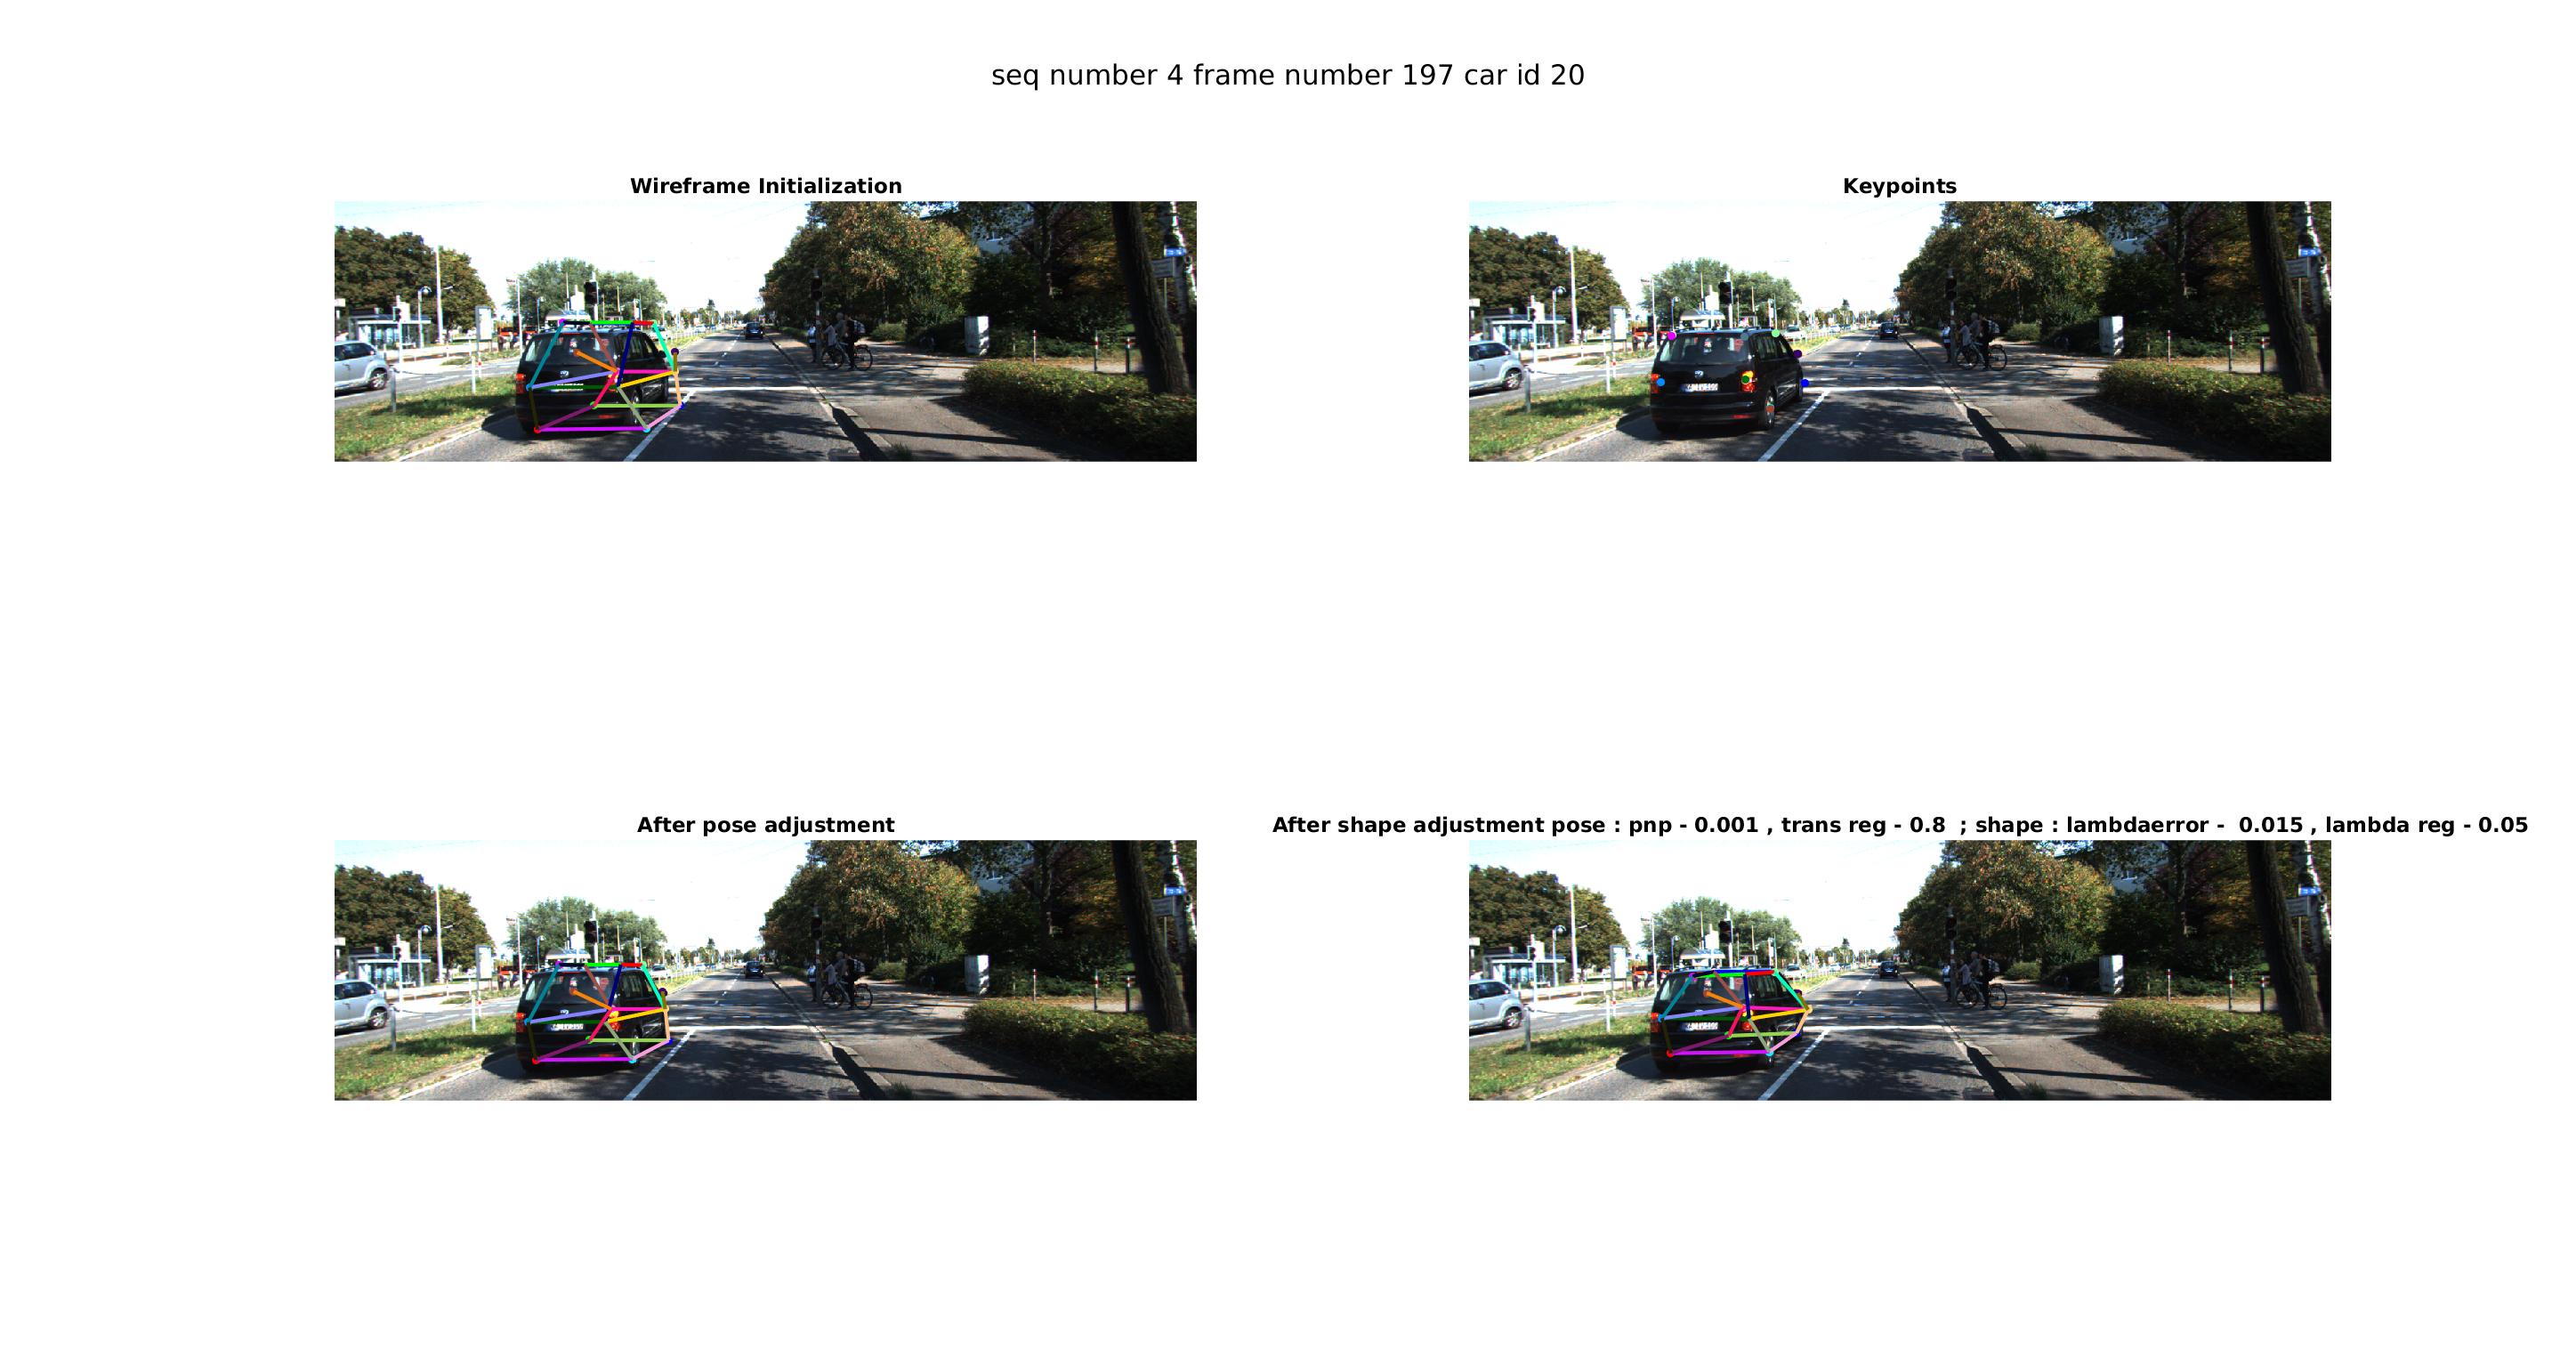 seq number 4 frame number 197 car id 20
Wireframe Initialization
Keypoints
After pose adjustment
After shape adjustment pose : pnp - 0.001 , trans reg - 0.8  ; shape : lambdaerror -  0.015 , lambda reg - 0.05